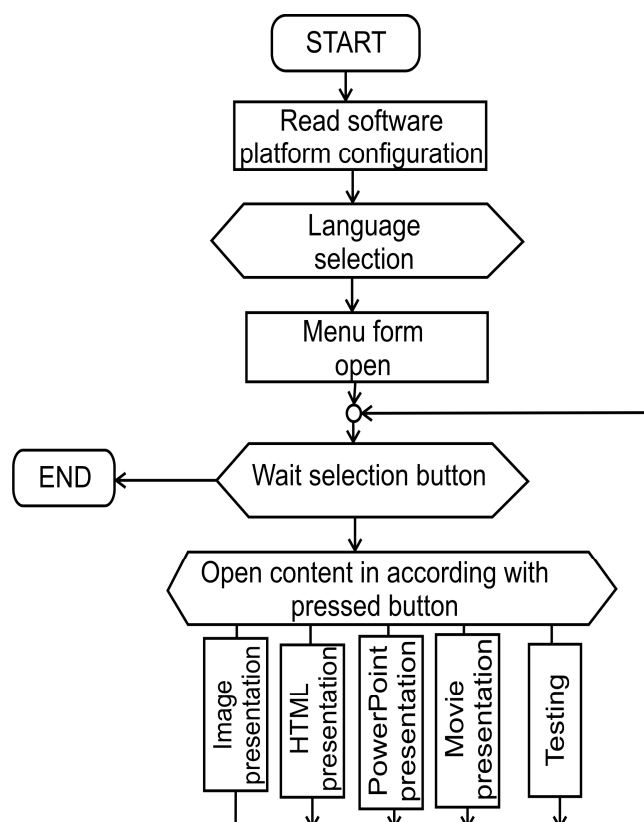 START
Read software
platform configuration
Language
selection
Menu form
open
END
Wait selection button
Open content in according with
pressed button
Image
presentation
HTML
presentation
PowerPoint
presentation
Movie
presentation
Testing